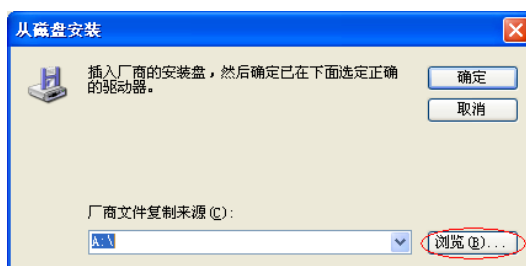 从磁盘安装
插入厂商的安装盘，然后确定已在下面选定正确
的驱动器。
确定
取消
厂商文件复制来源(C):
A:\
浏览(B)...